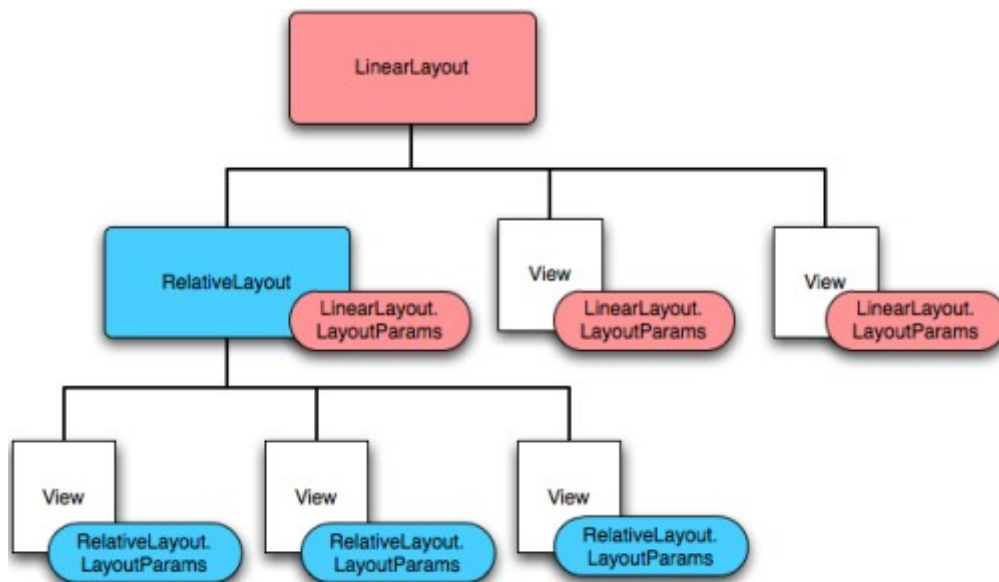 LinearLayout
RelativeLayout
LinearLayout.
LayoutParams
View
LinearLayout.
LayoutParams
View
LinearLayout.
LayoutParams
View
RelativeLayout.
LayoutParams
View
RelativeLayout.
LayoutParams
View
RelativeLayout.
LayoutParams